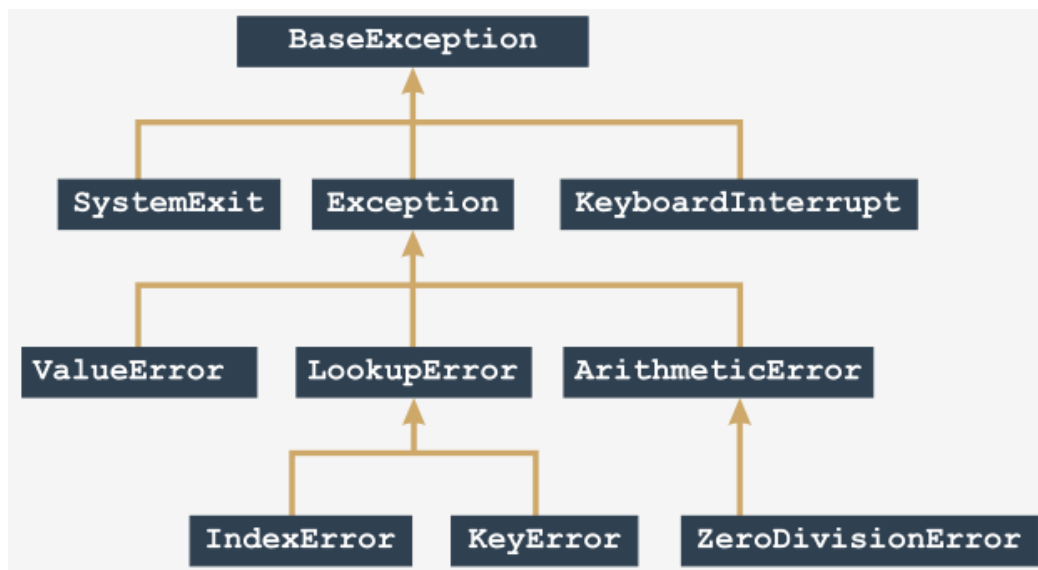 BaseException
SystemExit
Exception
KeyboardInterrupt
ValueError
LookupError
ArithmeticError
IndexError
KeyError
ZeroDivisionError